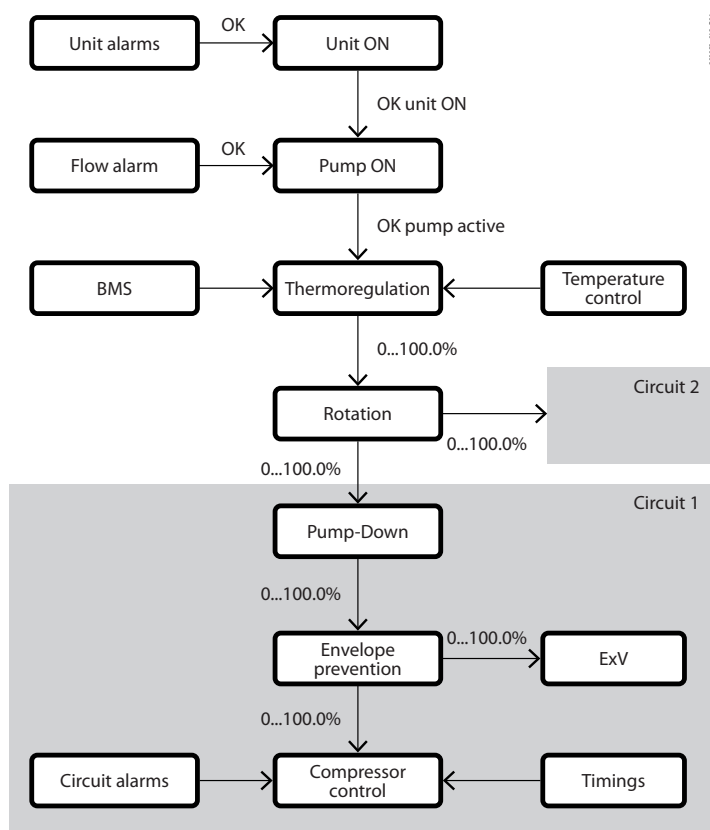 OK
Unit alarms
Unit ON
OK unit ON
OK
Flow alarm
Pump ON
OK pump active
BMS
Thermoregulation
Temperature
control
0...100.0%
Circuit 2
Rotation
0...100.0%
0...100.0%
Circuit 1
Pump-Down
0...100.0%
0...100.0%
Envelope
prevention
ExV
0...100.0%
Circuit alarms
Compressor
control
Timings